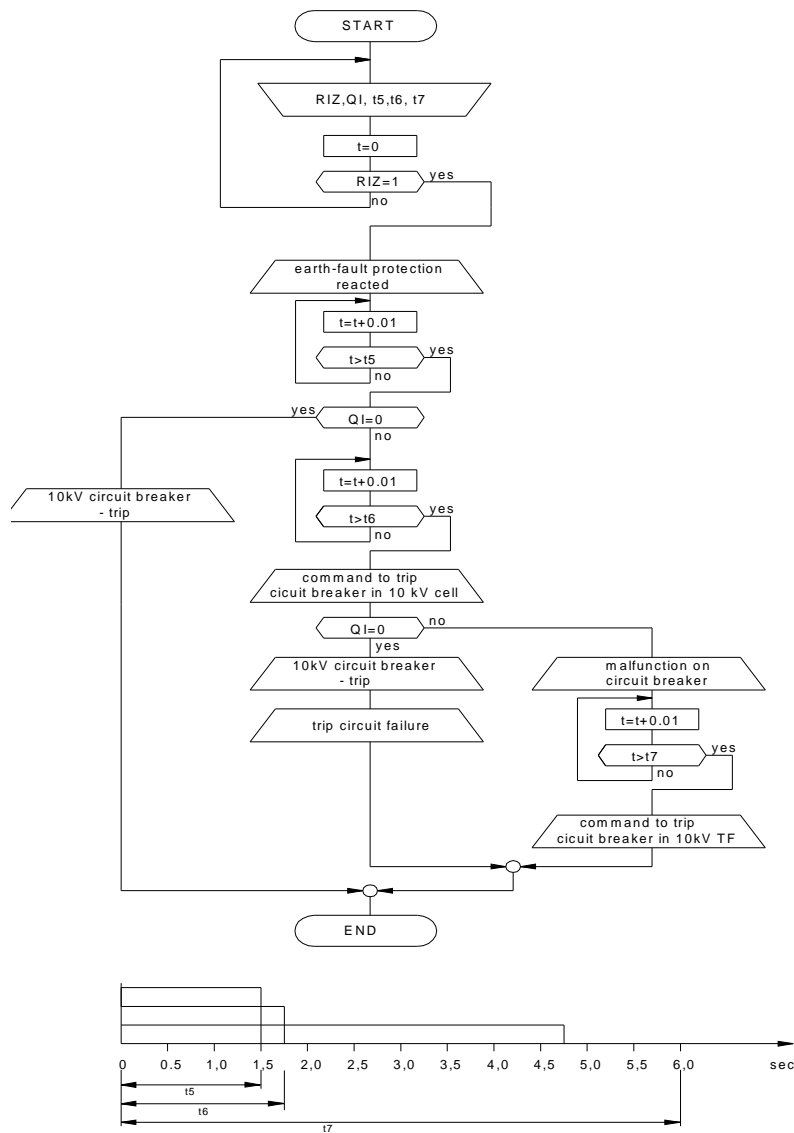 START
RIZ,QI, t5,t6, t7
t=0
RIZ=1
yes
no
earth-fault protection
reacted
t=t+0.01
t>t5
yes
no
yes
QI=0
no
t=t+0.01
10kV circuit breaker
- trip
t>t6
yes
no
command to trip
cicuit breaker in 10 kV cell
QI=0
no
yes
10kV circuit breaker
- trip
malfunction on
circuit breaker
trip circuit failure
t=t+0.01
t>t7
yes
no
command to trip
cicuit breaker in 10kV TF
END
0 0.5 1,0 1,5 2,0 2,5 3,0 3,5 4,0 4,5 5,0 5,5 6,0 sec
t5
t6
t7